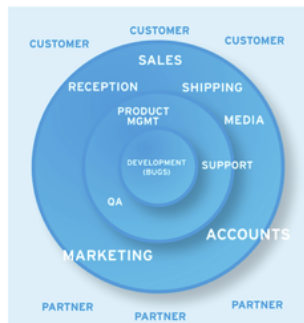 CUSTOMER
CUSTOMER
CUSTOMER
SALES
RECEPTION
SHIPPING
PRODUCT
MGMT
MEDIA
DEVELOPMENT
(BUGS)
SUPPORT
QA
ACCOUNTS
MARKETING
PARTNER
PARTNER
PARTNER